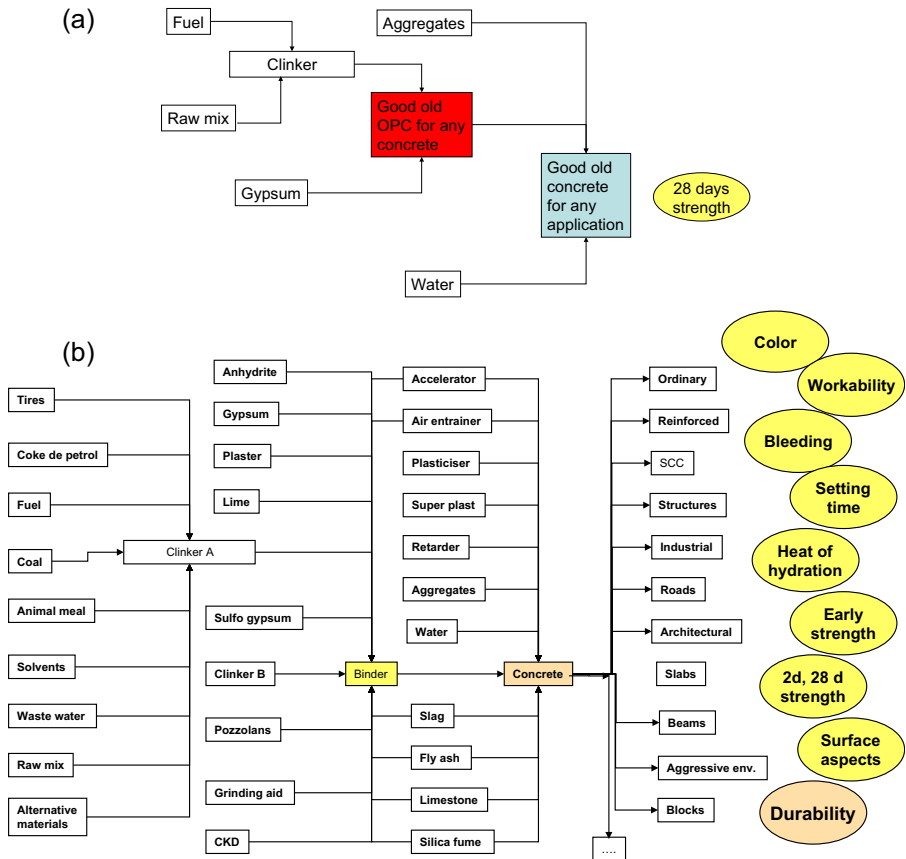 (a)
Fuel
Aggregates
Clinker
Raw mix
Good old
OPC for any
concrete
Gypsum
Good old
concrete
for any
application
28 days
strength
Water
(b)
Tires
Coke de petrol
Fuel
Coal
Clinker A
Animal meal
Solvents
Waste water
Raw mix
Alternative
materials
Anhydrite
Gypsum
Plaster
Lime
Sulfo gypsum
Clinker B
Pozzolans
Grinding aid
CKD
Binder
Accelerator
Air entrainer
Plasticiser
Super plast
Retarder
Aggregates
Water
Slag
Fly ash
Limestone
Silica fume
Concrete
Ordinary
Reinforced
SCC
Structures
Industrial
Roads
Architectural
Slabs
Beams
Aggressive env.
Blocks
....
Color
Workability
Bleeding
Setting
time
Heat of
hydration
Early
strength
2d, 28 d
strength
Surface
aspects
Durability